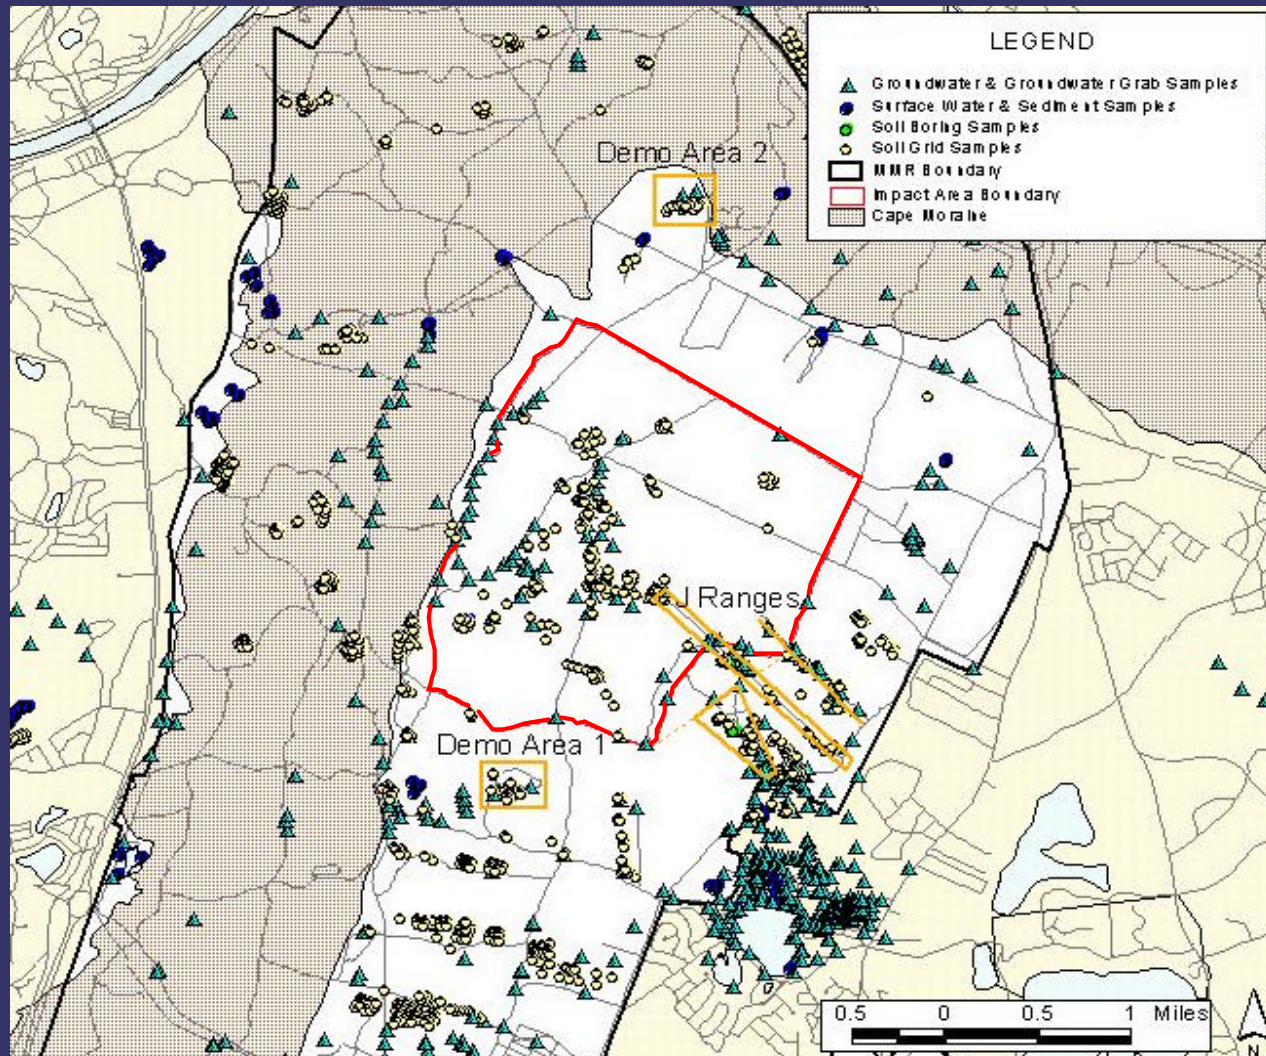 LEGEND
Groundwater & Groundwater Grab Samples
Surface Water & Sediment Samples
Soil Boring Samples
Soil Grid Samples
MMR Boundary
Impact Area Boundary
Cape Moraine
Demo Area 2
J Ranges
Demo Area 1
0.5 0 0.5 1 Miles
N